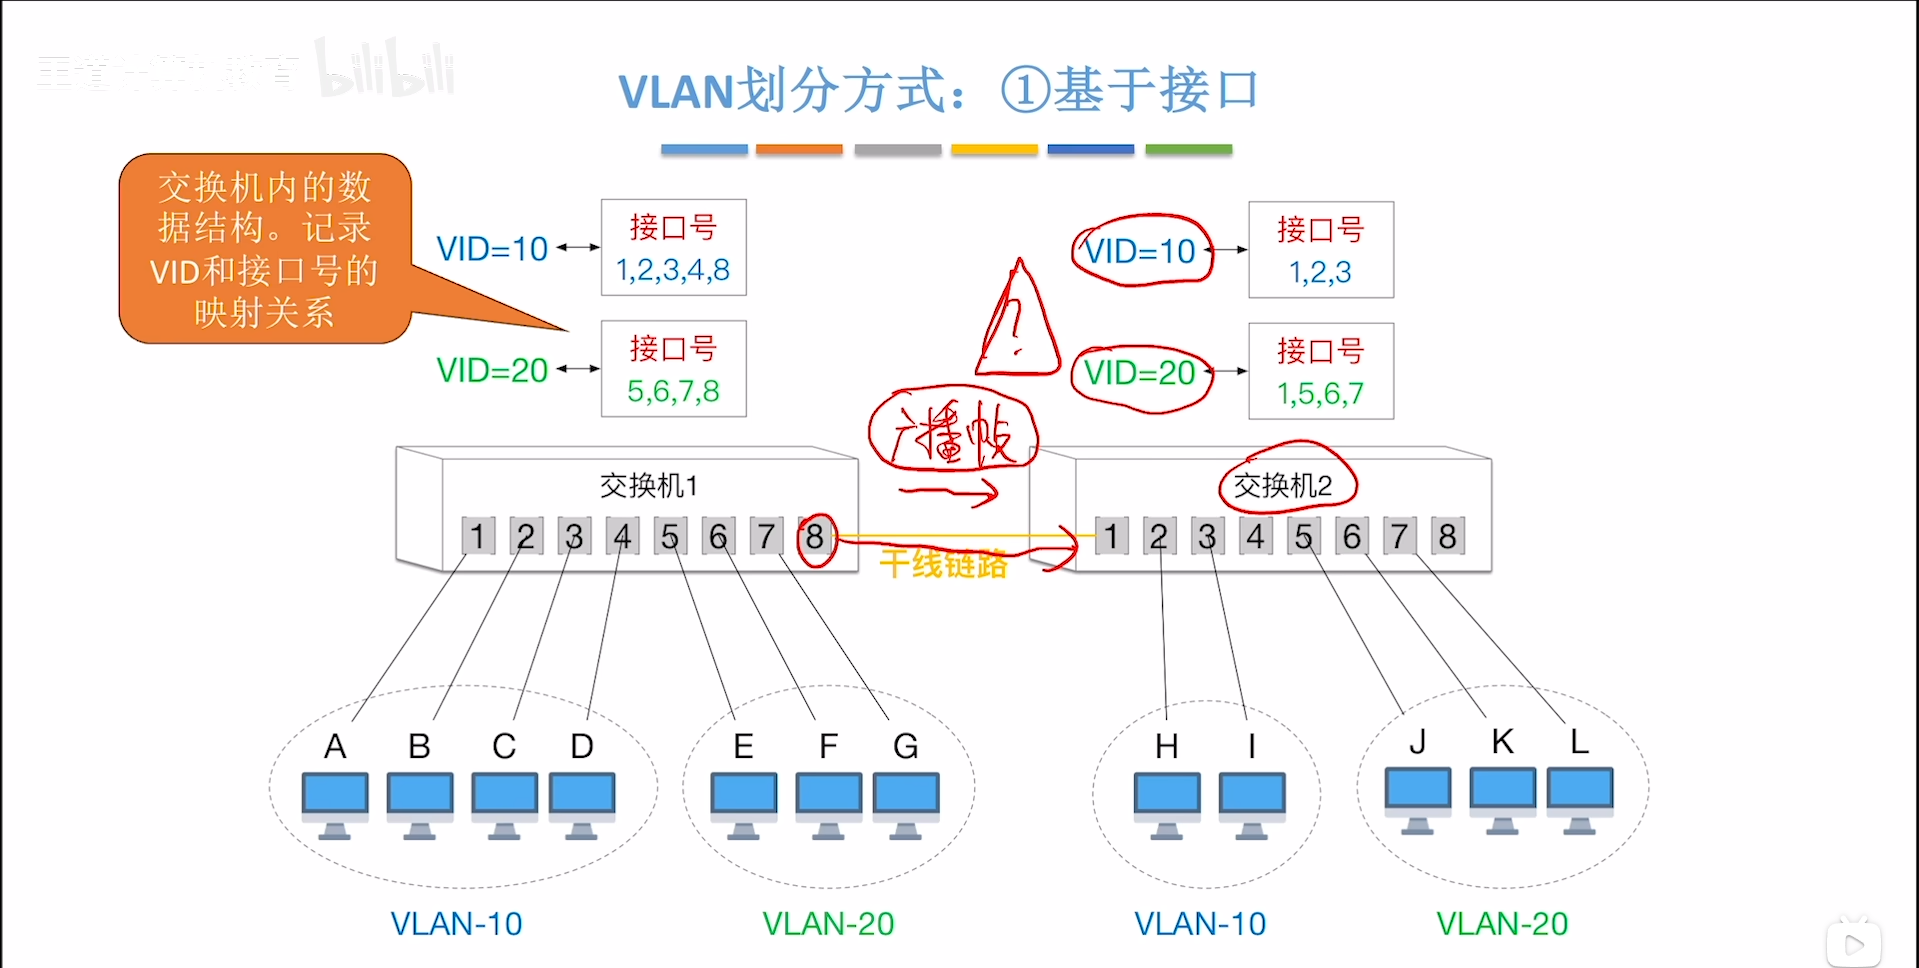 王道计算机教育 bilibili
VLAN划分方式：①基于接口
交换机内的数
据结构。记录
VID和接口号的
映射关系
VID=10
接口号
1,2,3,4,8
VID=20
接口号
5,6,7,8
VID=10
接口号
1,2,3
VID=20
接口号
1,5,6,7
?
广播帧
交换机1
1 2 3 4 5 6 7 8
干线链路
交换机2
1 2 3 4 5 6 7 8
A B C D
E F G
H I
J K L
VLAN-10
VLAN-20
VLAN-10
VLAN-20